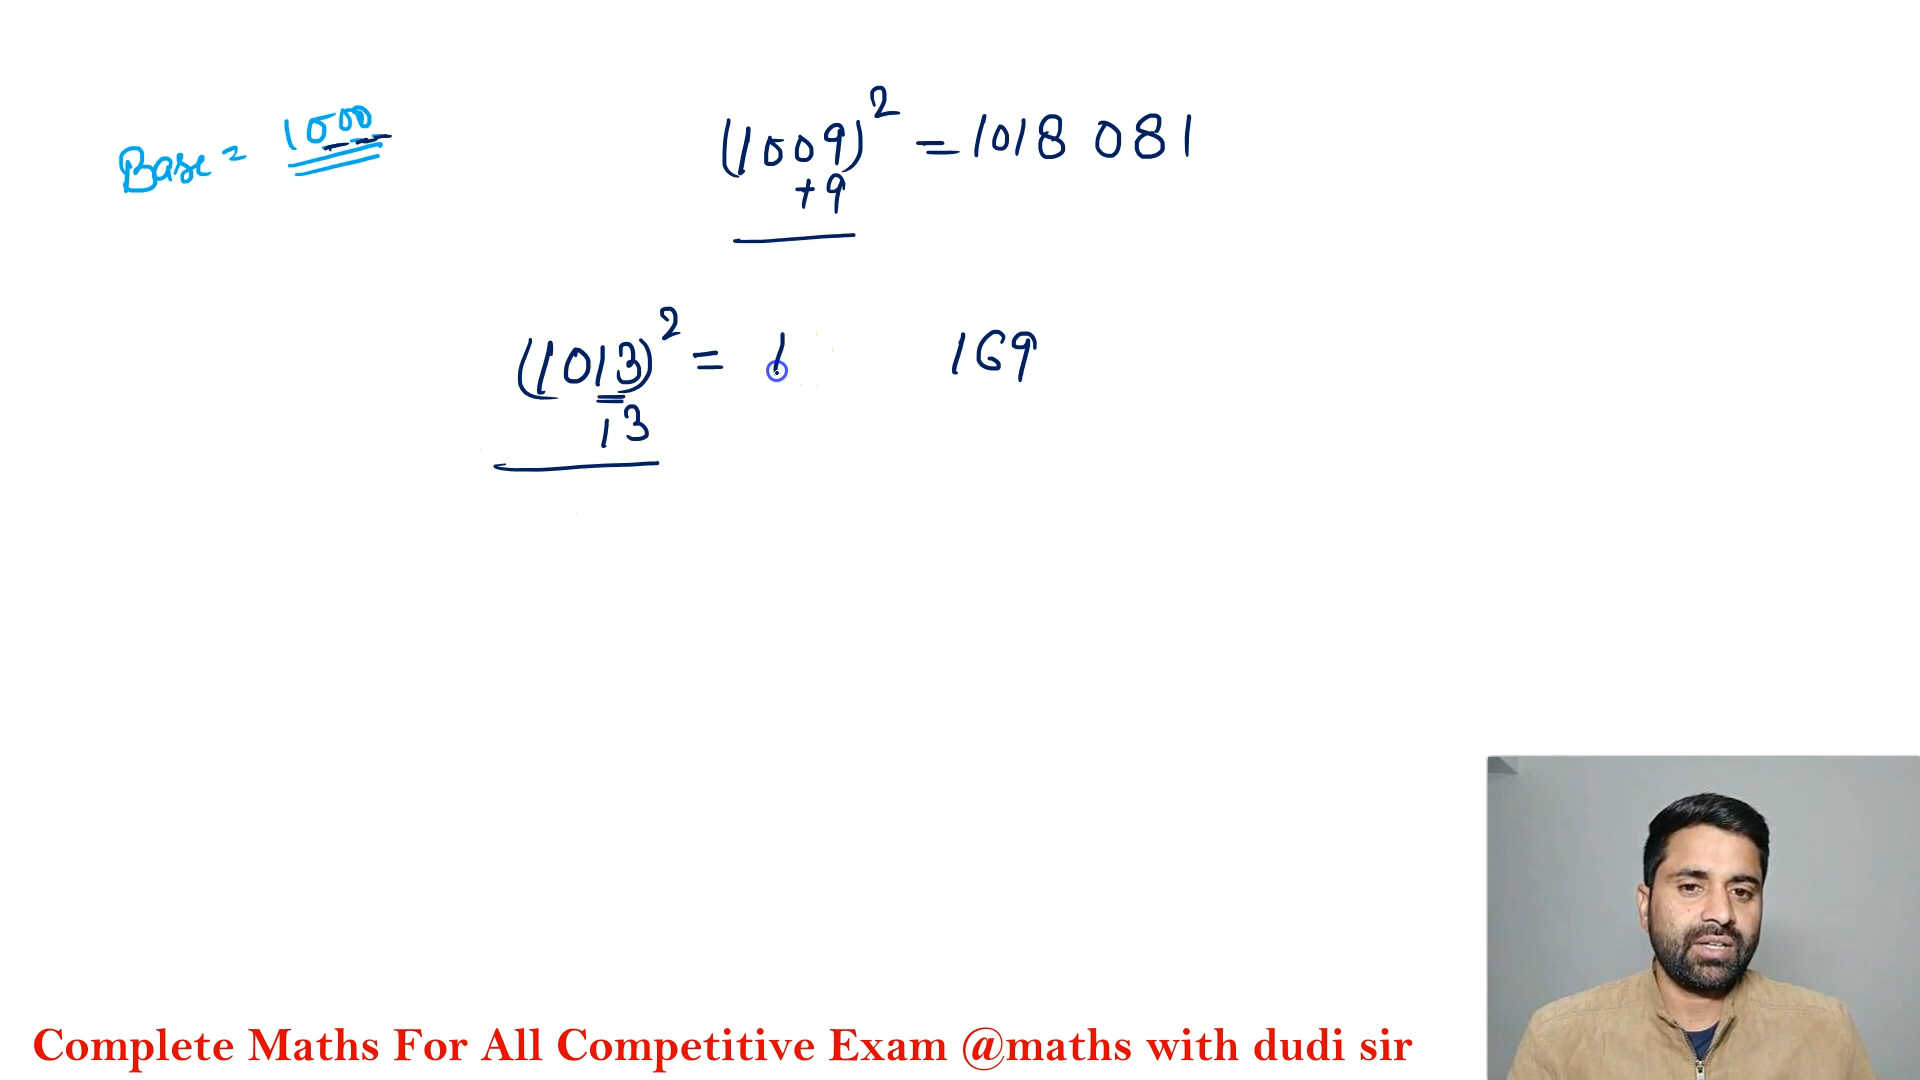 Base = 1000
(1009)² = 1018 081
+9
(1013)² = 1 169
13
Complete Maths For All Competitive Exam @maths with dudi sir